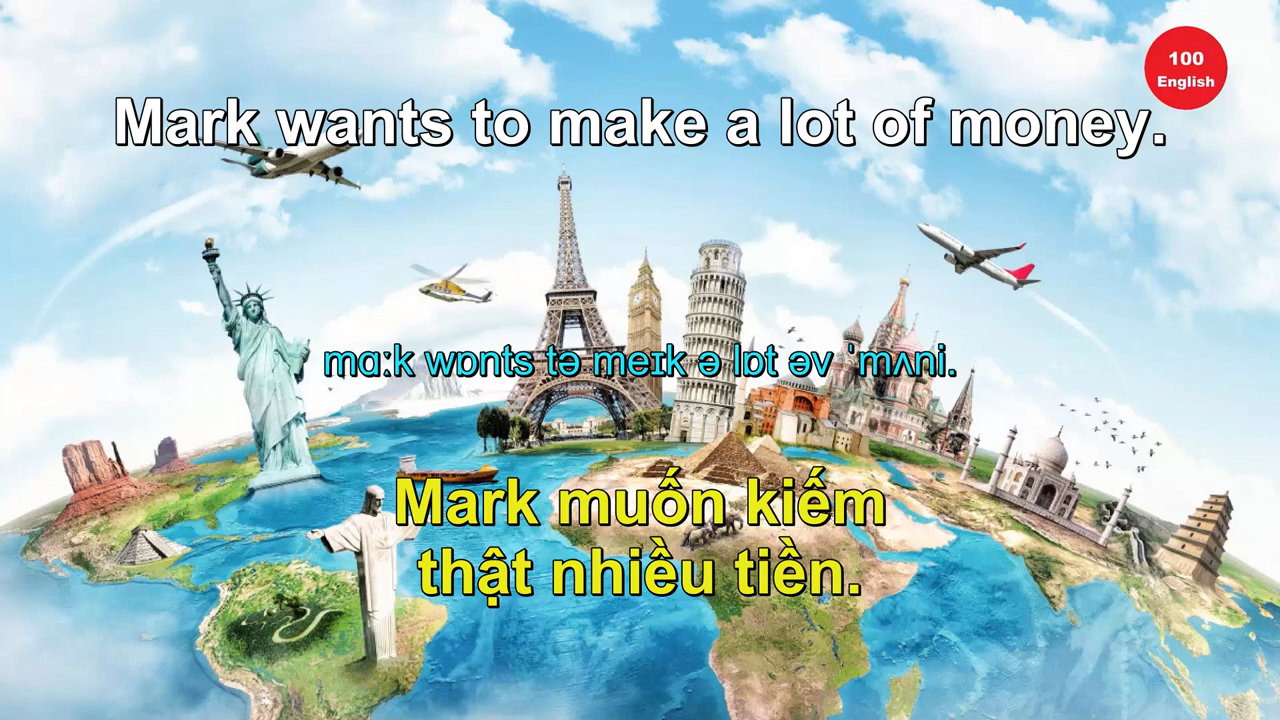 100
English
Mark wants to make a lot of money.
mɑːk wɒnts tə meɪk ə lɒt əv ˈmʌni.
Mark muốn kiếm
thật nhiều tiền.